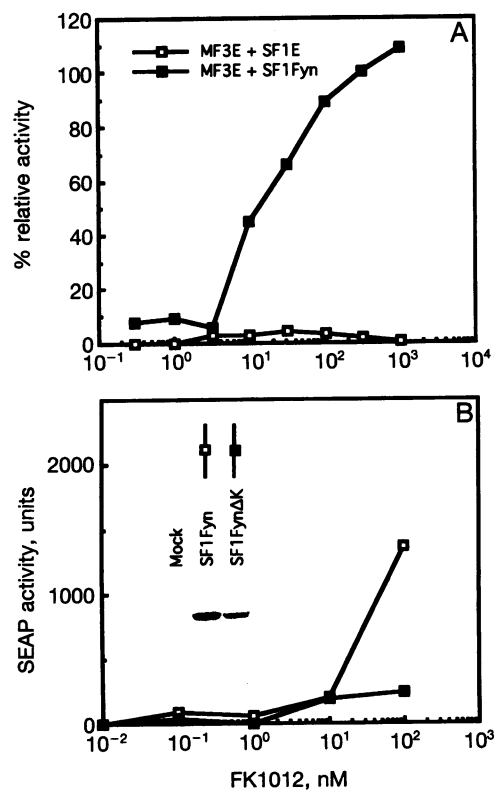 120
A
MF3E + SF1E
MF3E + SF1Fyn
100
80
60
40
20
0
% relative activity
10⁻¹ 10⁰ 10¹ 10² 10³ 10⁴
B
2000
1000
0
SEAP activity, units
Mock
SF1Fyn
SF1FynΔK
10⁻² 10⁻¹ 10⁰ 10¹ 10² 10³
FK1012, nM